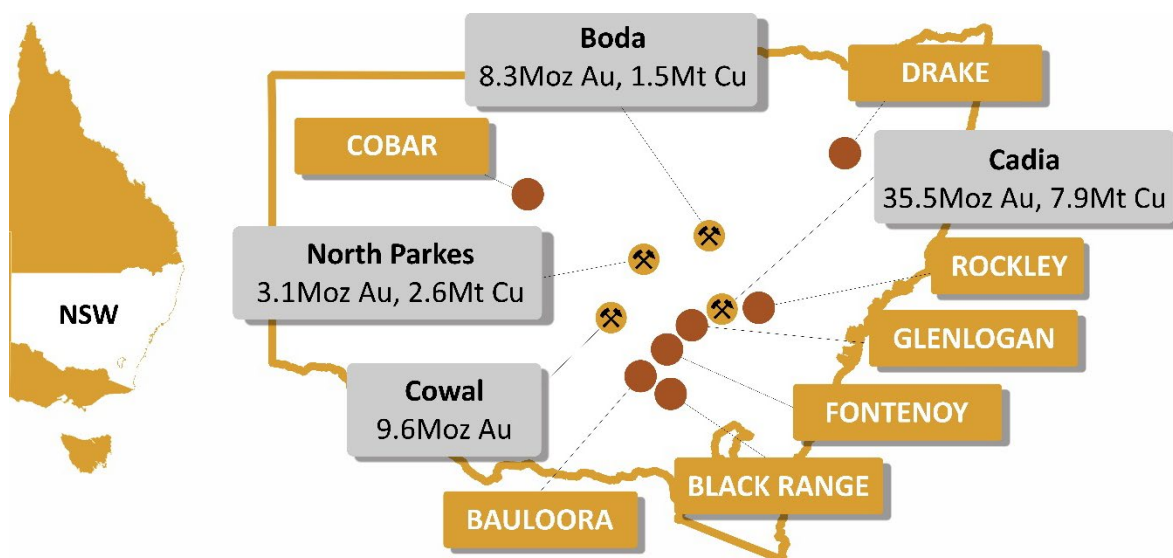 Boda
8.3Moz Au, 1.5Mt Cu
DRAKE
COBAR
Cadia
35.5Moz Au, 7.9Mt Cu
North Parkes
3.1Moz Au, 2.6Mt Cu
ROCKLEY
NSW
GLENLOGAN
Cowal
9.6Moz Au
FONTENOY
BLACK RANGE
BAULOORA